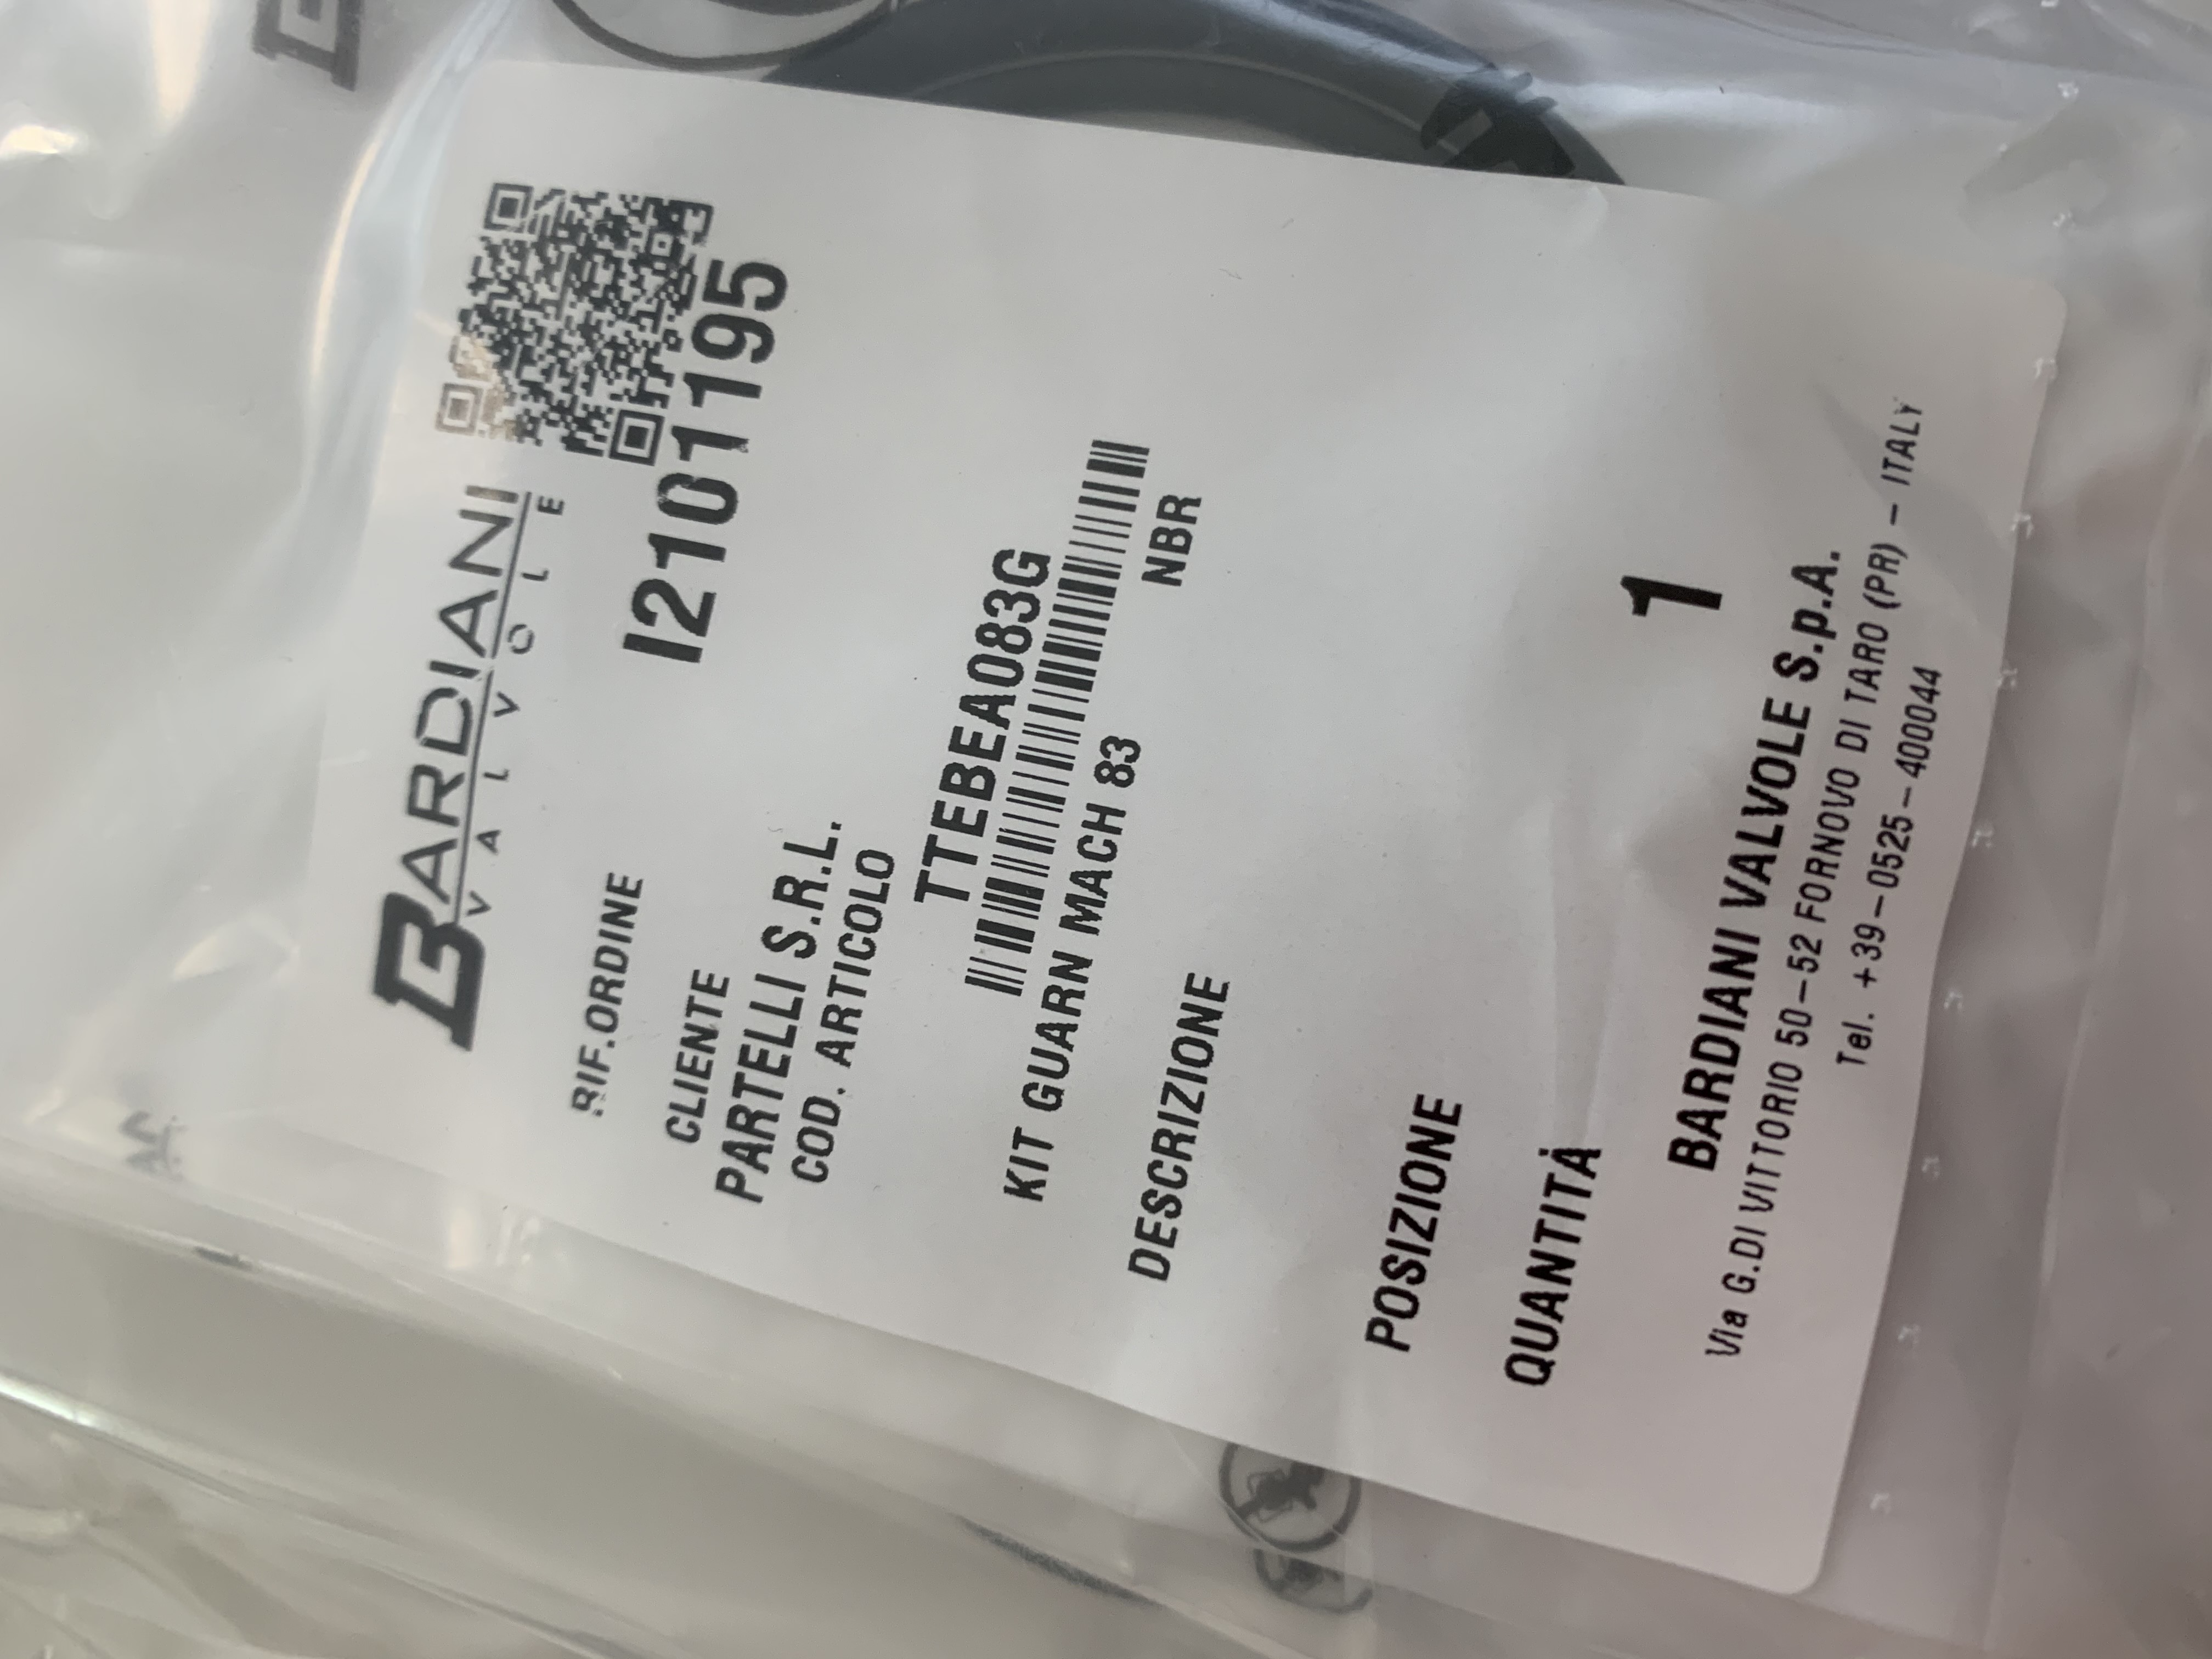 BARDIANI
VALVOLE
RIF.ORDINE
I2101195
CLIENTE
PARTELLI S.R.L.
COD. ARTICOLO
TTEBEA083G
KIT GUARN MACH 83 NBR
DESCRIZIONE
POSIZIONE
QUANTITÀ 1
BARDIANI VALVOLE S.p.A.
Via G.DI VITTORIO 50-52 FORNOVO DI TARO (PR) - ITALY
Tel. +39-0525-400044